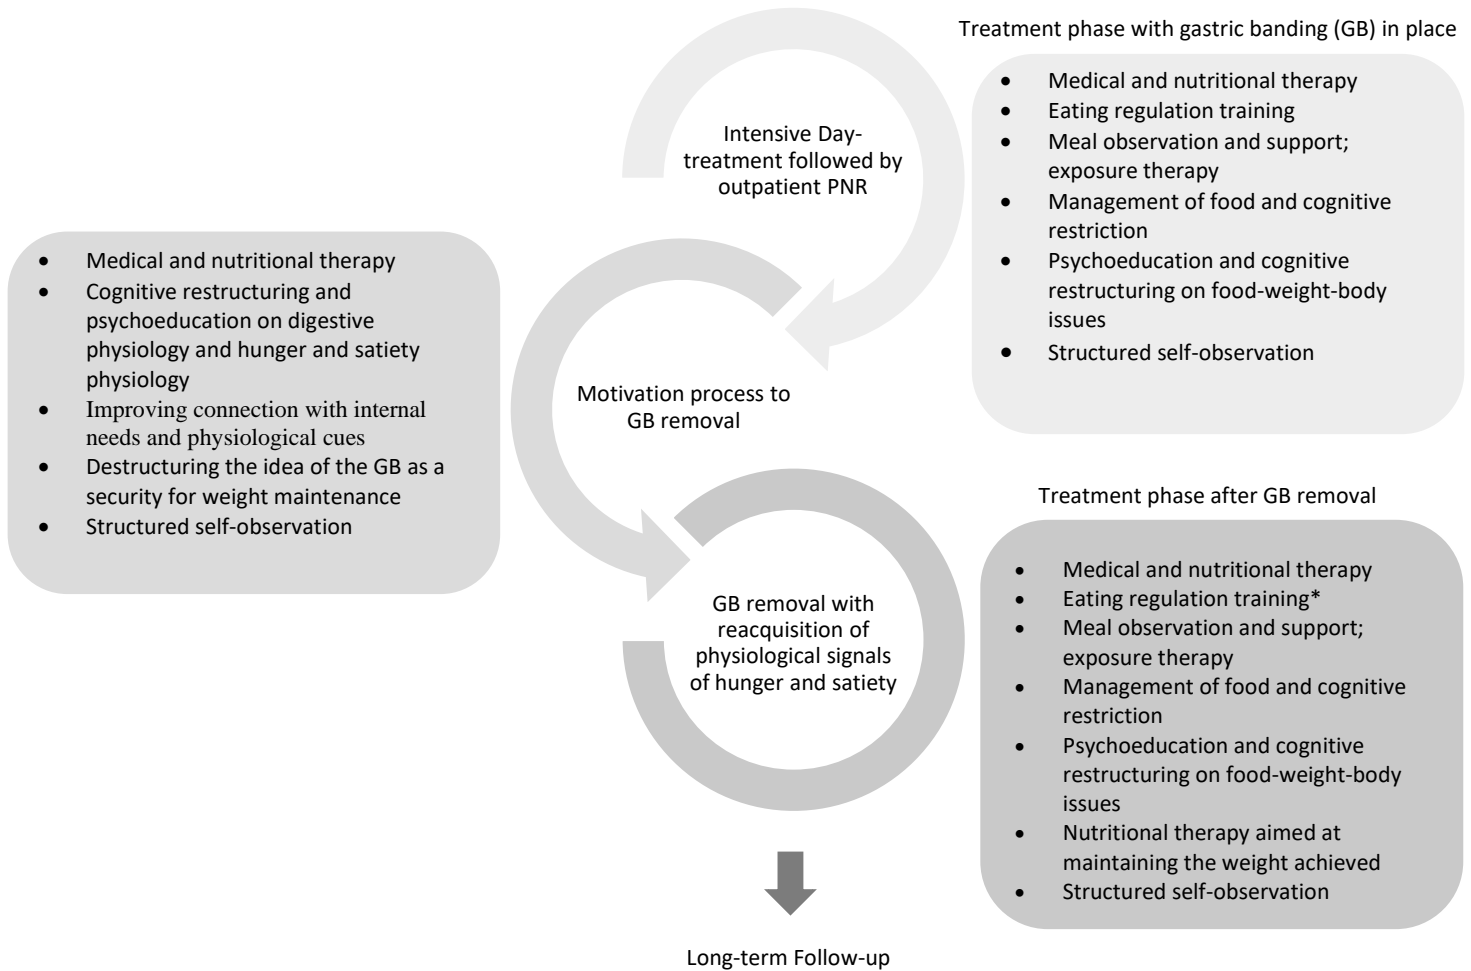 Treatment phase with gastric banding (GB) in place
• Medical and nutritional therapy
• Eating regulation training
• Meal observation and support;
exposure therapy
• Management of food and cognitive
restriction
• Psychoeducation and cognitive
restructuring on food-weight-body
issues
• Structured self-observation
Intensive Day-
treatment followed by
outpatient PNR
• Medical and nutritional therapy
• Cognitive restructuring and
psychoeducation on digestive
physiology and hunger and satiety
physiology
• Improving connection with internal
needs and physiological cues
• Destructuring the idea of the GB as a
security for weight maintenance
• Structured self-observation
Motivation process to
GB removal
Treatment phase after GB removal
• Medical and nutritional therapy
• Eating regulation training*
• Meal observation and support;
exposure therapy
• Management of food and cognitive
restriction
• Psychoeducation and cognitive
restructuring on food-weight-body
issues
• Nutritional therapy aimed at
maintaining the weight achieved
• Structured self-observation
GB removal with
reacquisition of
physiological signals
of hunger and satiety
Long-term Follow-up